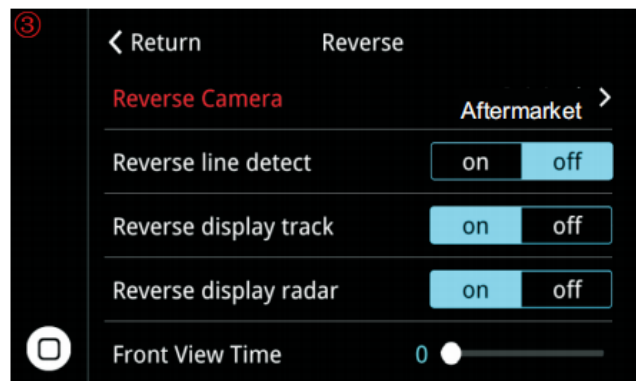 ③
Return Reverse
Reverse Camera Aftermarket
Reverse line detect on off
Reverse display track on off
Reverse display radar on off
Front View Time 0